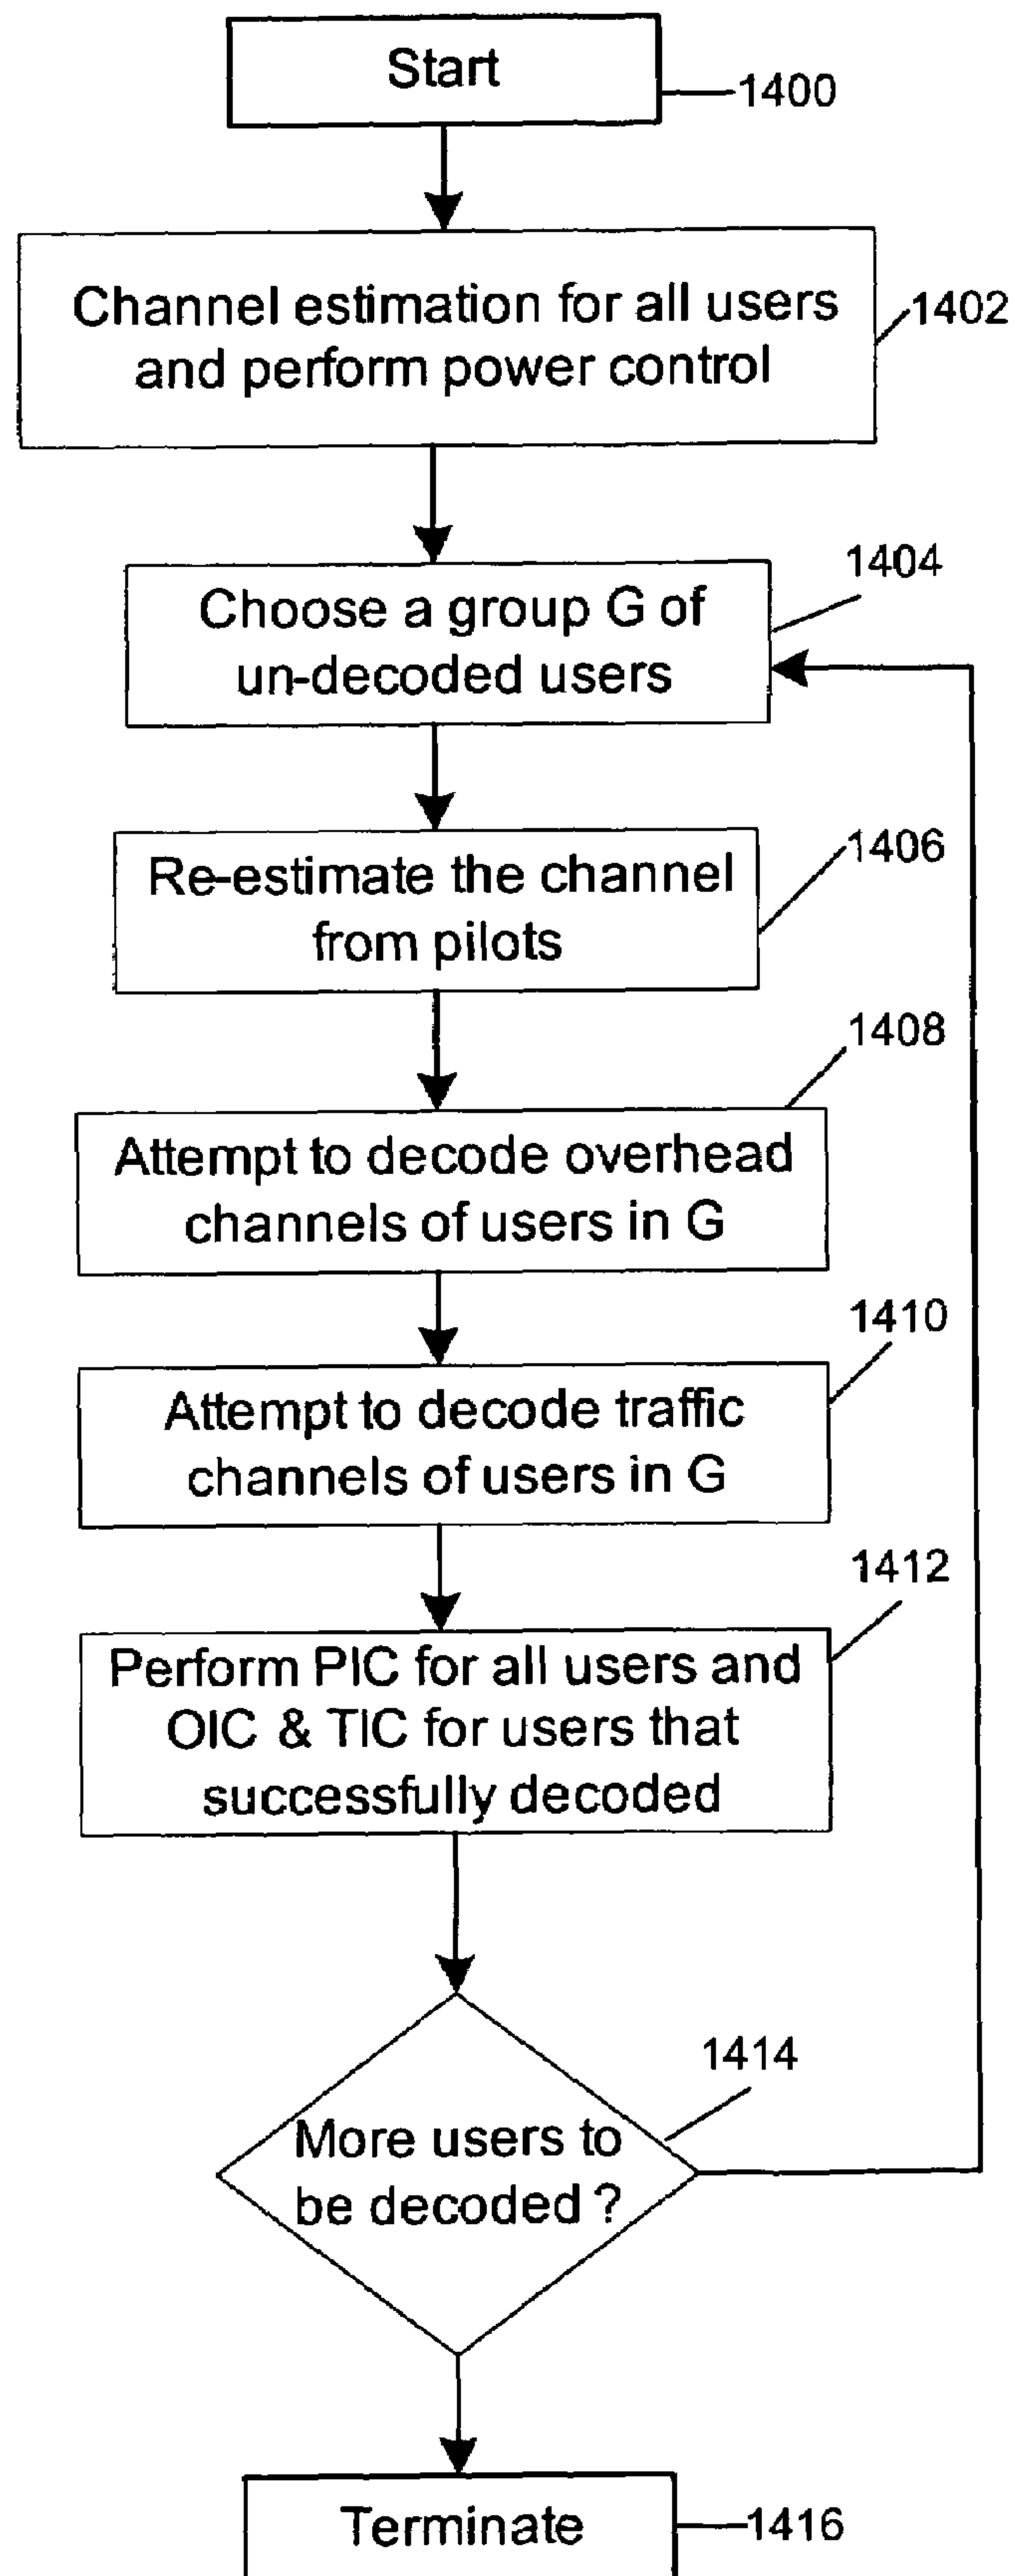 Start
1400
Channel estimation for all users
and perform power control
1402
1404
Choose a group G of
un-decoded users
1406
Re-estimate the channel
from pilots
1408
Attempt to decode overhead
channels of users in G
1410
Attempt to decode traffic
channels of users in G
1412
Perform PIC for all users and
OIC & TIC for users that
successfully decoded
1414
More users to
be decoded ?
Terminate
1416